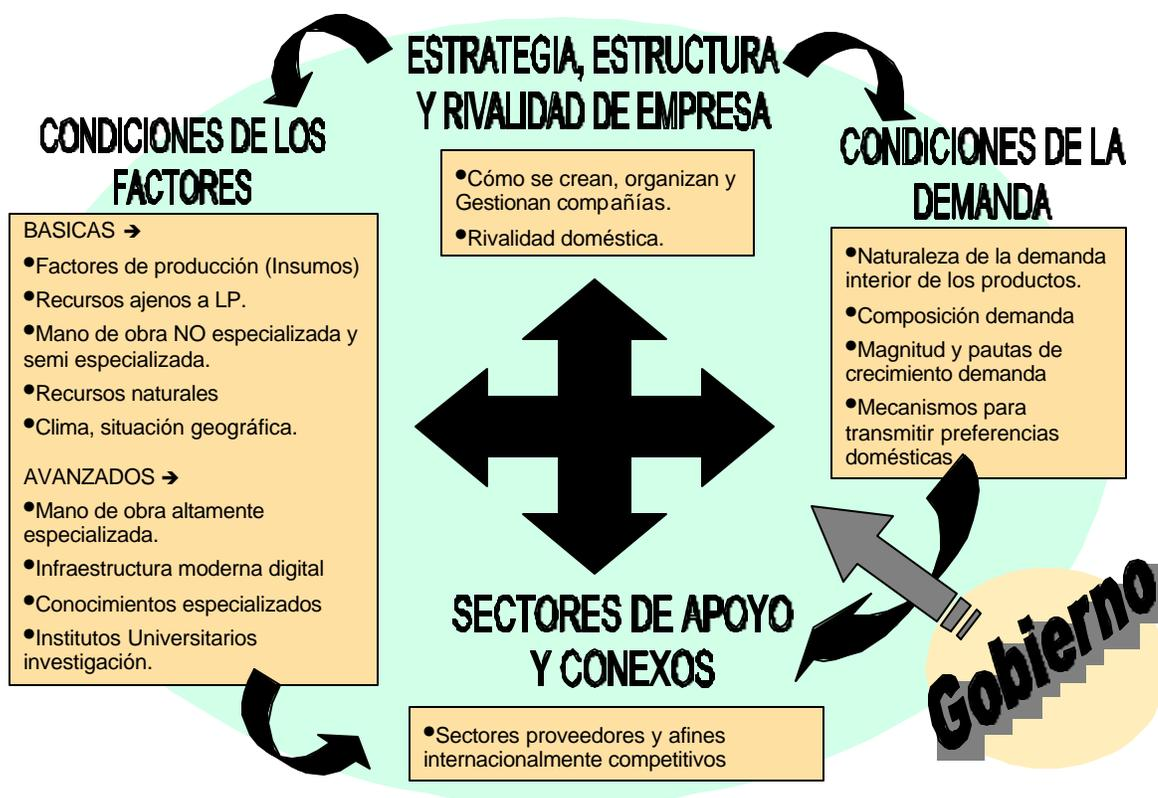 ESTRATEGIA, ESTRUCTURA
Y RIVALIDAD DE EMPRESA
•Cómo se crean, organizan y
Gestionan compañías.
•Rivalidad doméstica.
CONDICIONES DE LOS
FACTORES
BASICAS ➔
•Factores de producción (Insumos)
•Recursos ajenos a LP.
•Mano de obra NO especializada y
semi especializada.
•Recursos naturales
•Clima, situación geográfica.
AVANZADOS ➔
•Mano de obra altamente
especializada.
•Infraestructura moderna digital
•Conocimientos especializados
•Institutos Universitarios
investigación.
CONDICIONES DE LA
DEMANDA
•Naturaleza de la demanda
interior de los productos.
•Composición demanda
•Magnitud y pautas de
crecimiento demanda
•Mecanismos para
transmitir preferencias
domésticas
SECTORES DE APOYO
Y CONEXOS
•Sectores proveedores y afines
internacionalmente competitivos
Gobierno